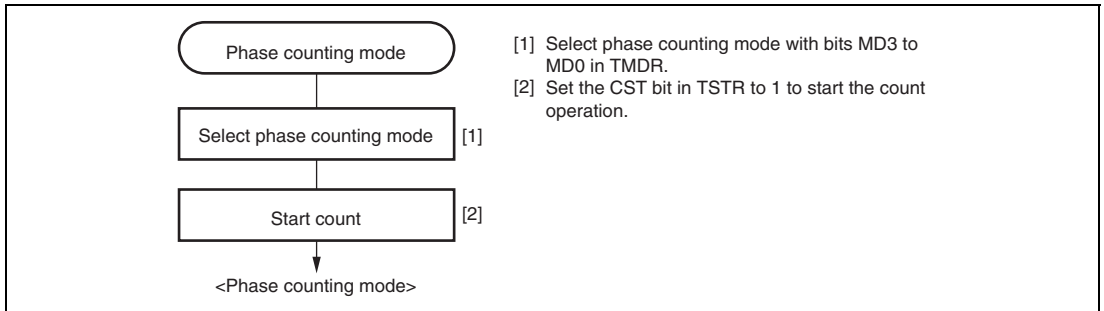 Phase counting mode
Select phase counting mode [1]
Start count [2]
<Phase counting mode>
[1] Select phase counting mode with bits MD3 to
MD0 in TMDR.
[2] Set the CST bit in TSTR to 1 to start the count
operation.